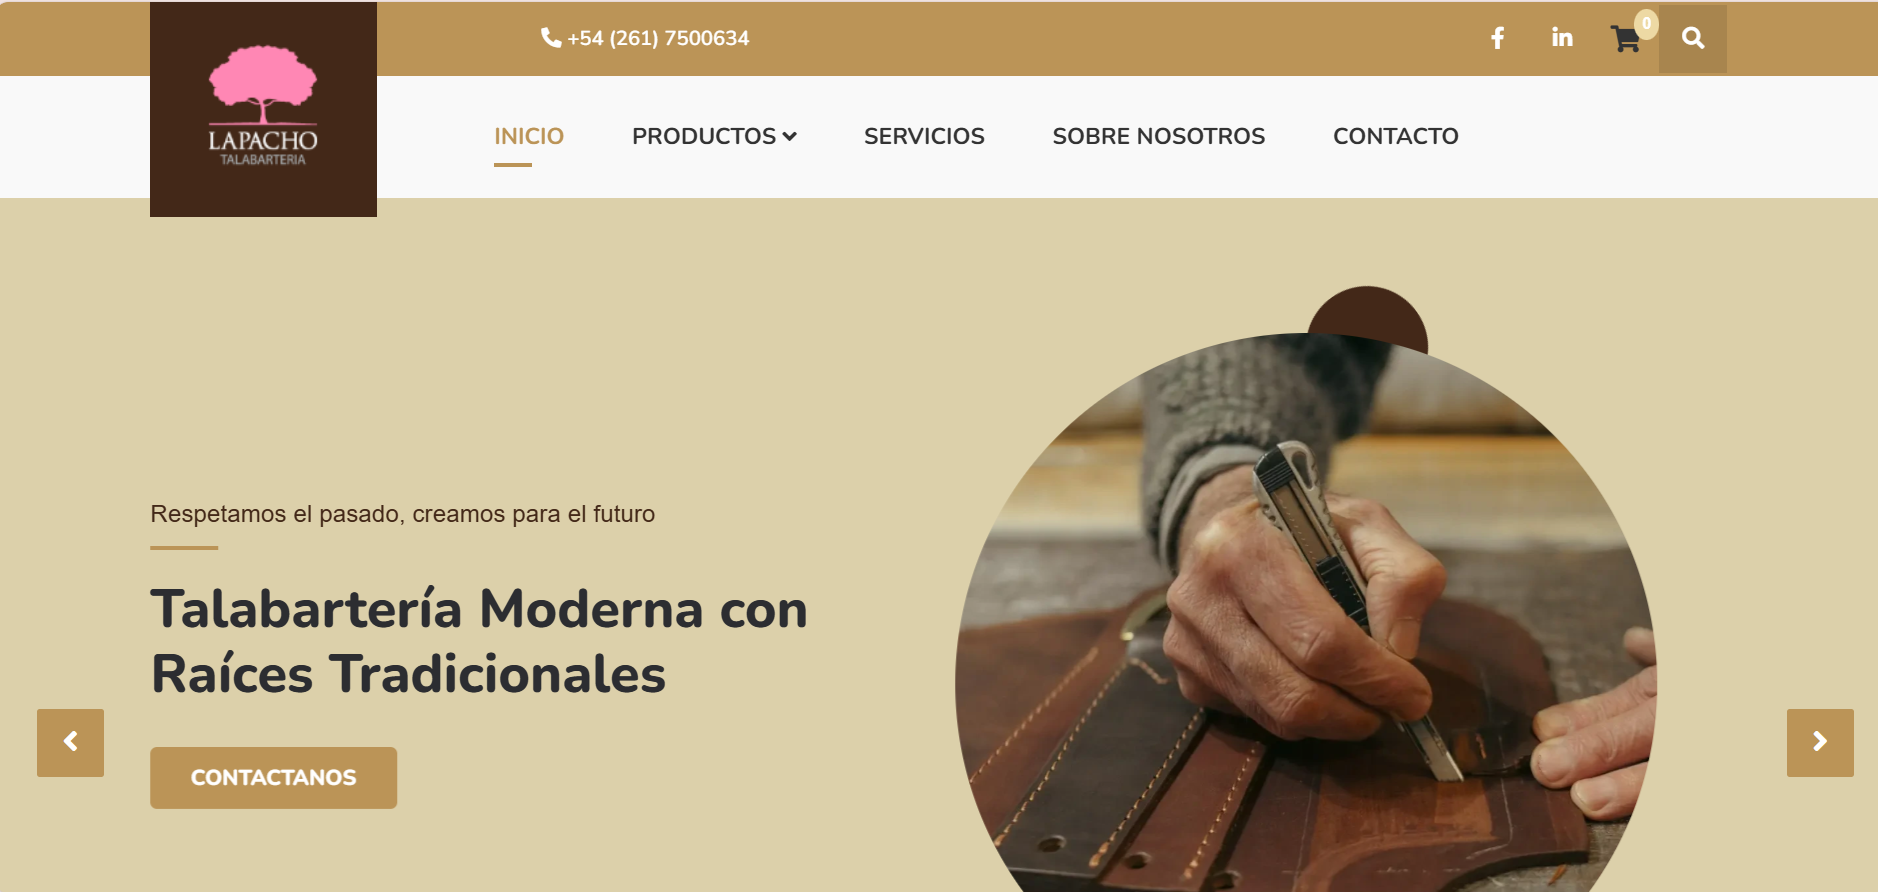 +54 (261) 7500634
0
LAPACHO
TALABARTERIA
INICIO
PRODUCTOS
SERVICIOS
SOBRE NOSOTROS
CONTACTO
Respetamos el pasado, creamos para el futuro
Talabartería Moderna con
Raíces Tradicionales
CONTACTANOS